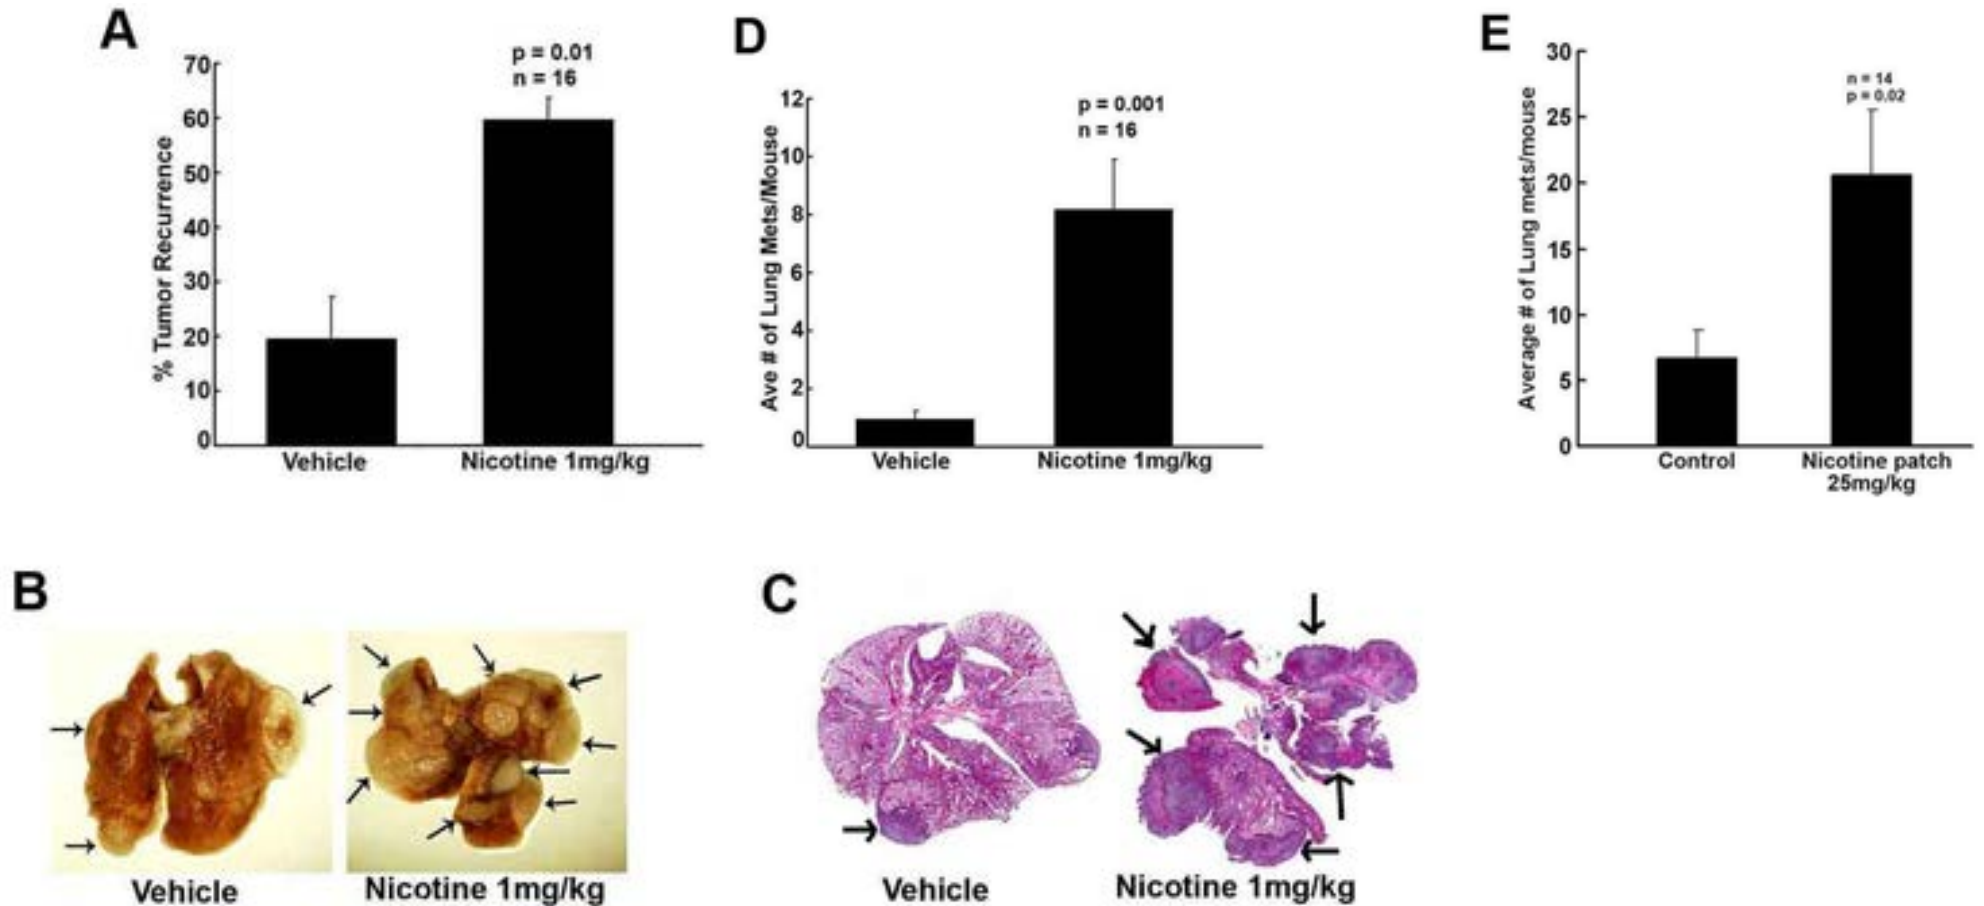 A
% Tumor Recurrence
70
60
50
40
30
20
10
0
p = 0.01
n = 16
Vehicle
Nicotine 1mg/kg
D
Ave # of Lung Mets/Mouse
12
10
8
6
4
2
0
p = 0.001
n = 16
Vehicle
Nicotine 1mg/kg
E
Average # of Lung mets/mouse
30
25
20
15
10
5
0
n = 14
p = 0.02
Control
Nicotine patch
25mg/kg
B
Vehicle
Nicotine 1mg/kg
C
Vehicle
Nicotine 1mg/kg